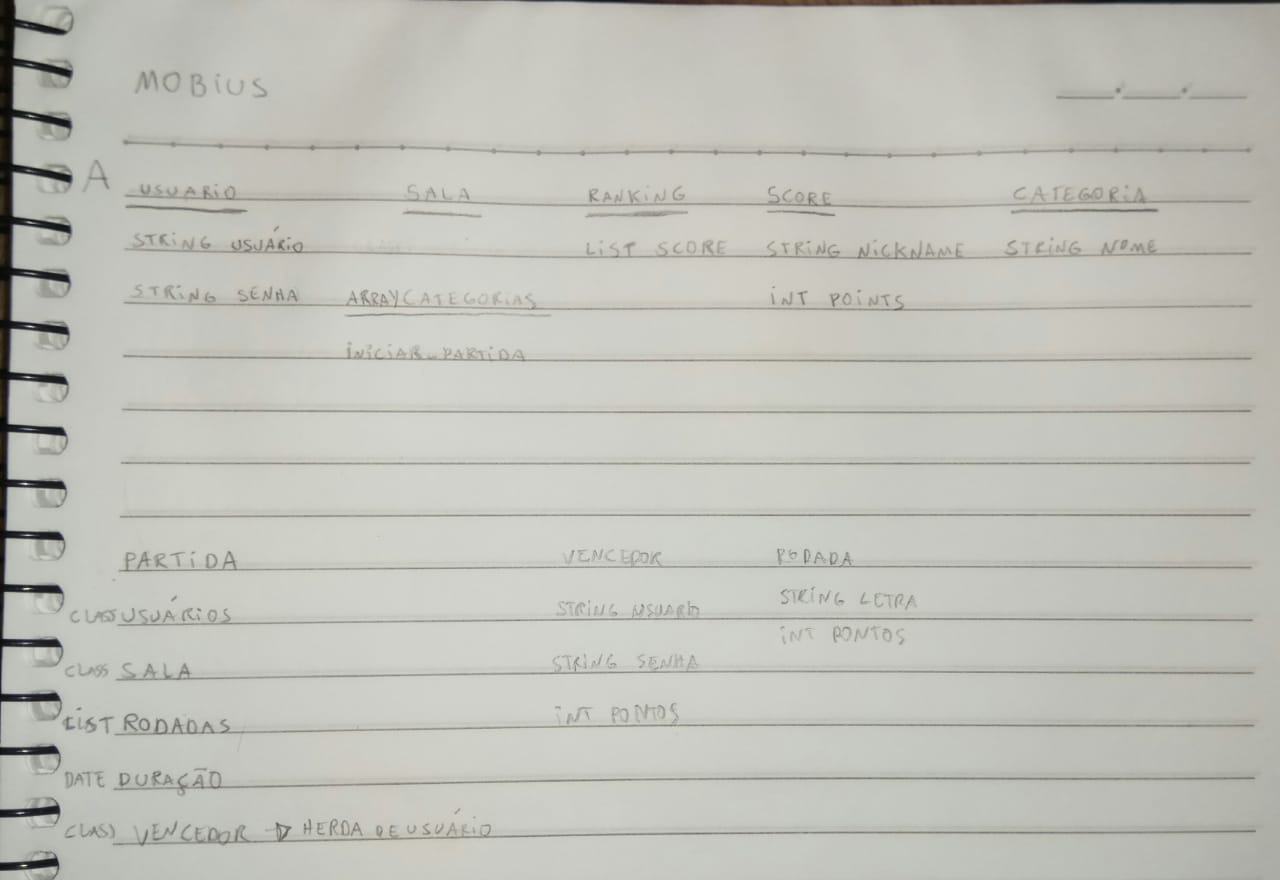 MOBIUS
A
USUARIO SALA RANKING SCORE CATEGORIA
STRING USUÁRIO LIST SCORE STRING NICKNAME STRING NOME
STRING SENHA ARRAYCATEGORIAS INT POINTS
INICIAR_PARTIDA
PARTIDA VENCEDOR RODADA
CLASS USUÁRIOS STRING USUARIO STRING LETRA
INT PONTOS
CLASS SALA STRING SENHA
LIST RODADAS INT PONTOS
DATE DURAÇÃO
CLASS VENCEDOR → HERDA DE USUÁRIO